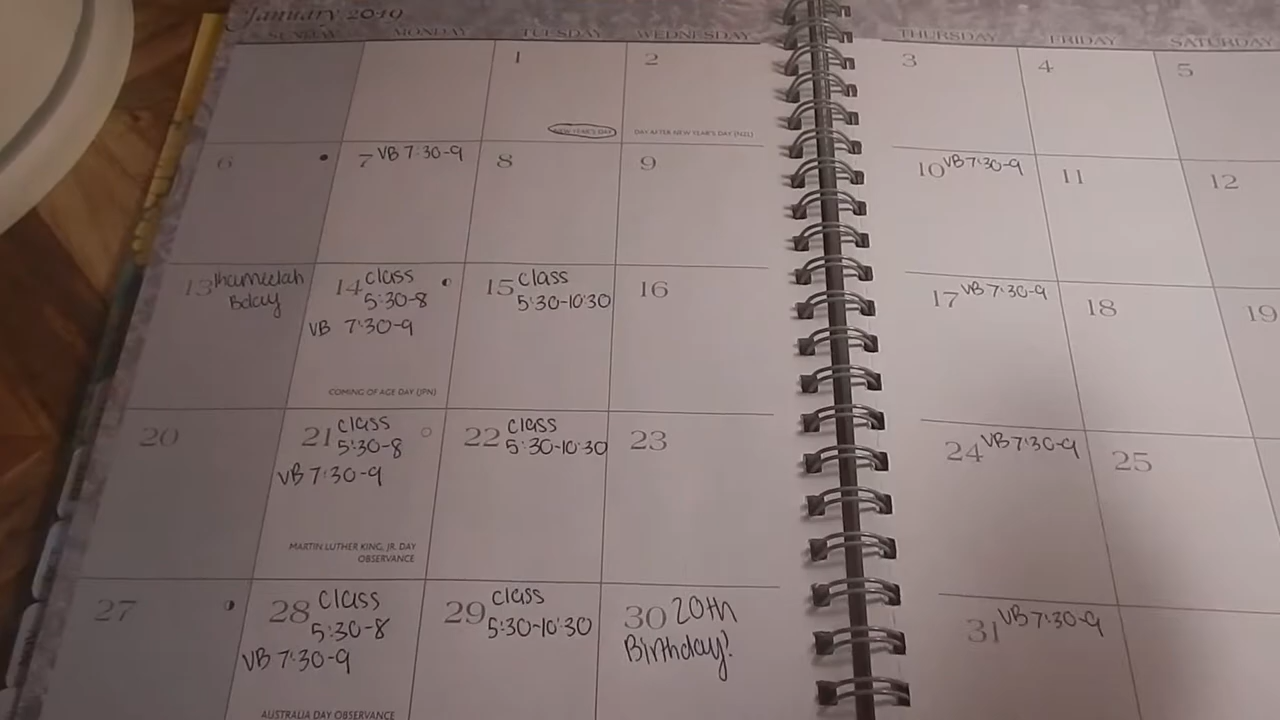 January 2019
SUNDAY MONDAY TUESDAY WEDNESDAY THURSDAY FRIDAY SATURDAY
1 2 3 4 5
NEW YEAR'S DAY DAY AFTER NEW YEAR'S DAY (NZL)
6 7 VB 7:30-9 8 9 10 VB 7:30-9 11 12
13 14 class 15 class 16 17 VB 7:30-9 18 19
Bday 5:30-8 5:30-10:30
VB 7:30-9
COMING OF AGE DAY (JPN)
20 21 class 22 class 23 24 VB 7:30-9 25
5:30-8 5:30-10:30
VB 7:30-9
MARTIN LUTHER KING, JR. DAY
OBSERVANCE
27 28 class 29 class 30 20th 31 VB 7:30-9
5:30-8 5:30-10:30 Birthday!
VB 7:30-9
AUSTRALIA DAY OBSERVANCE